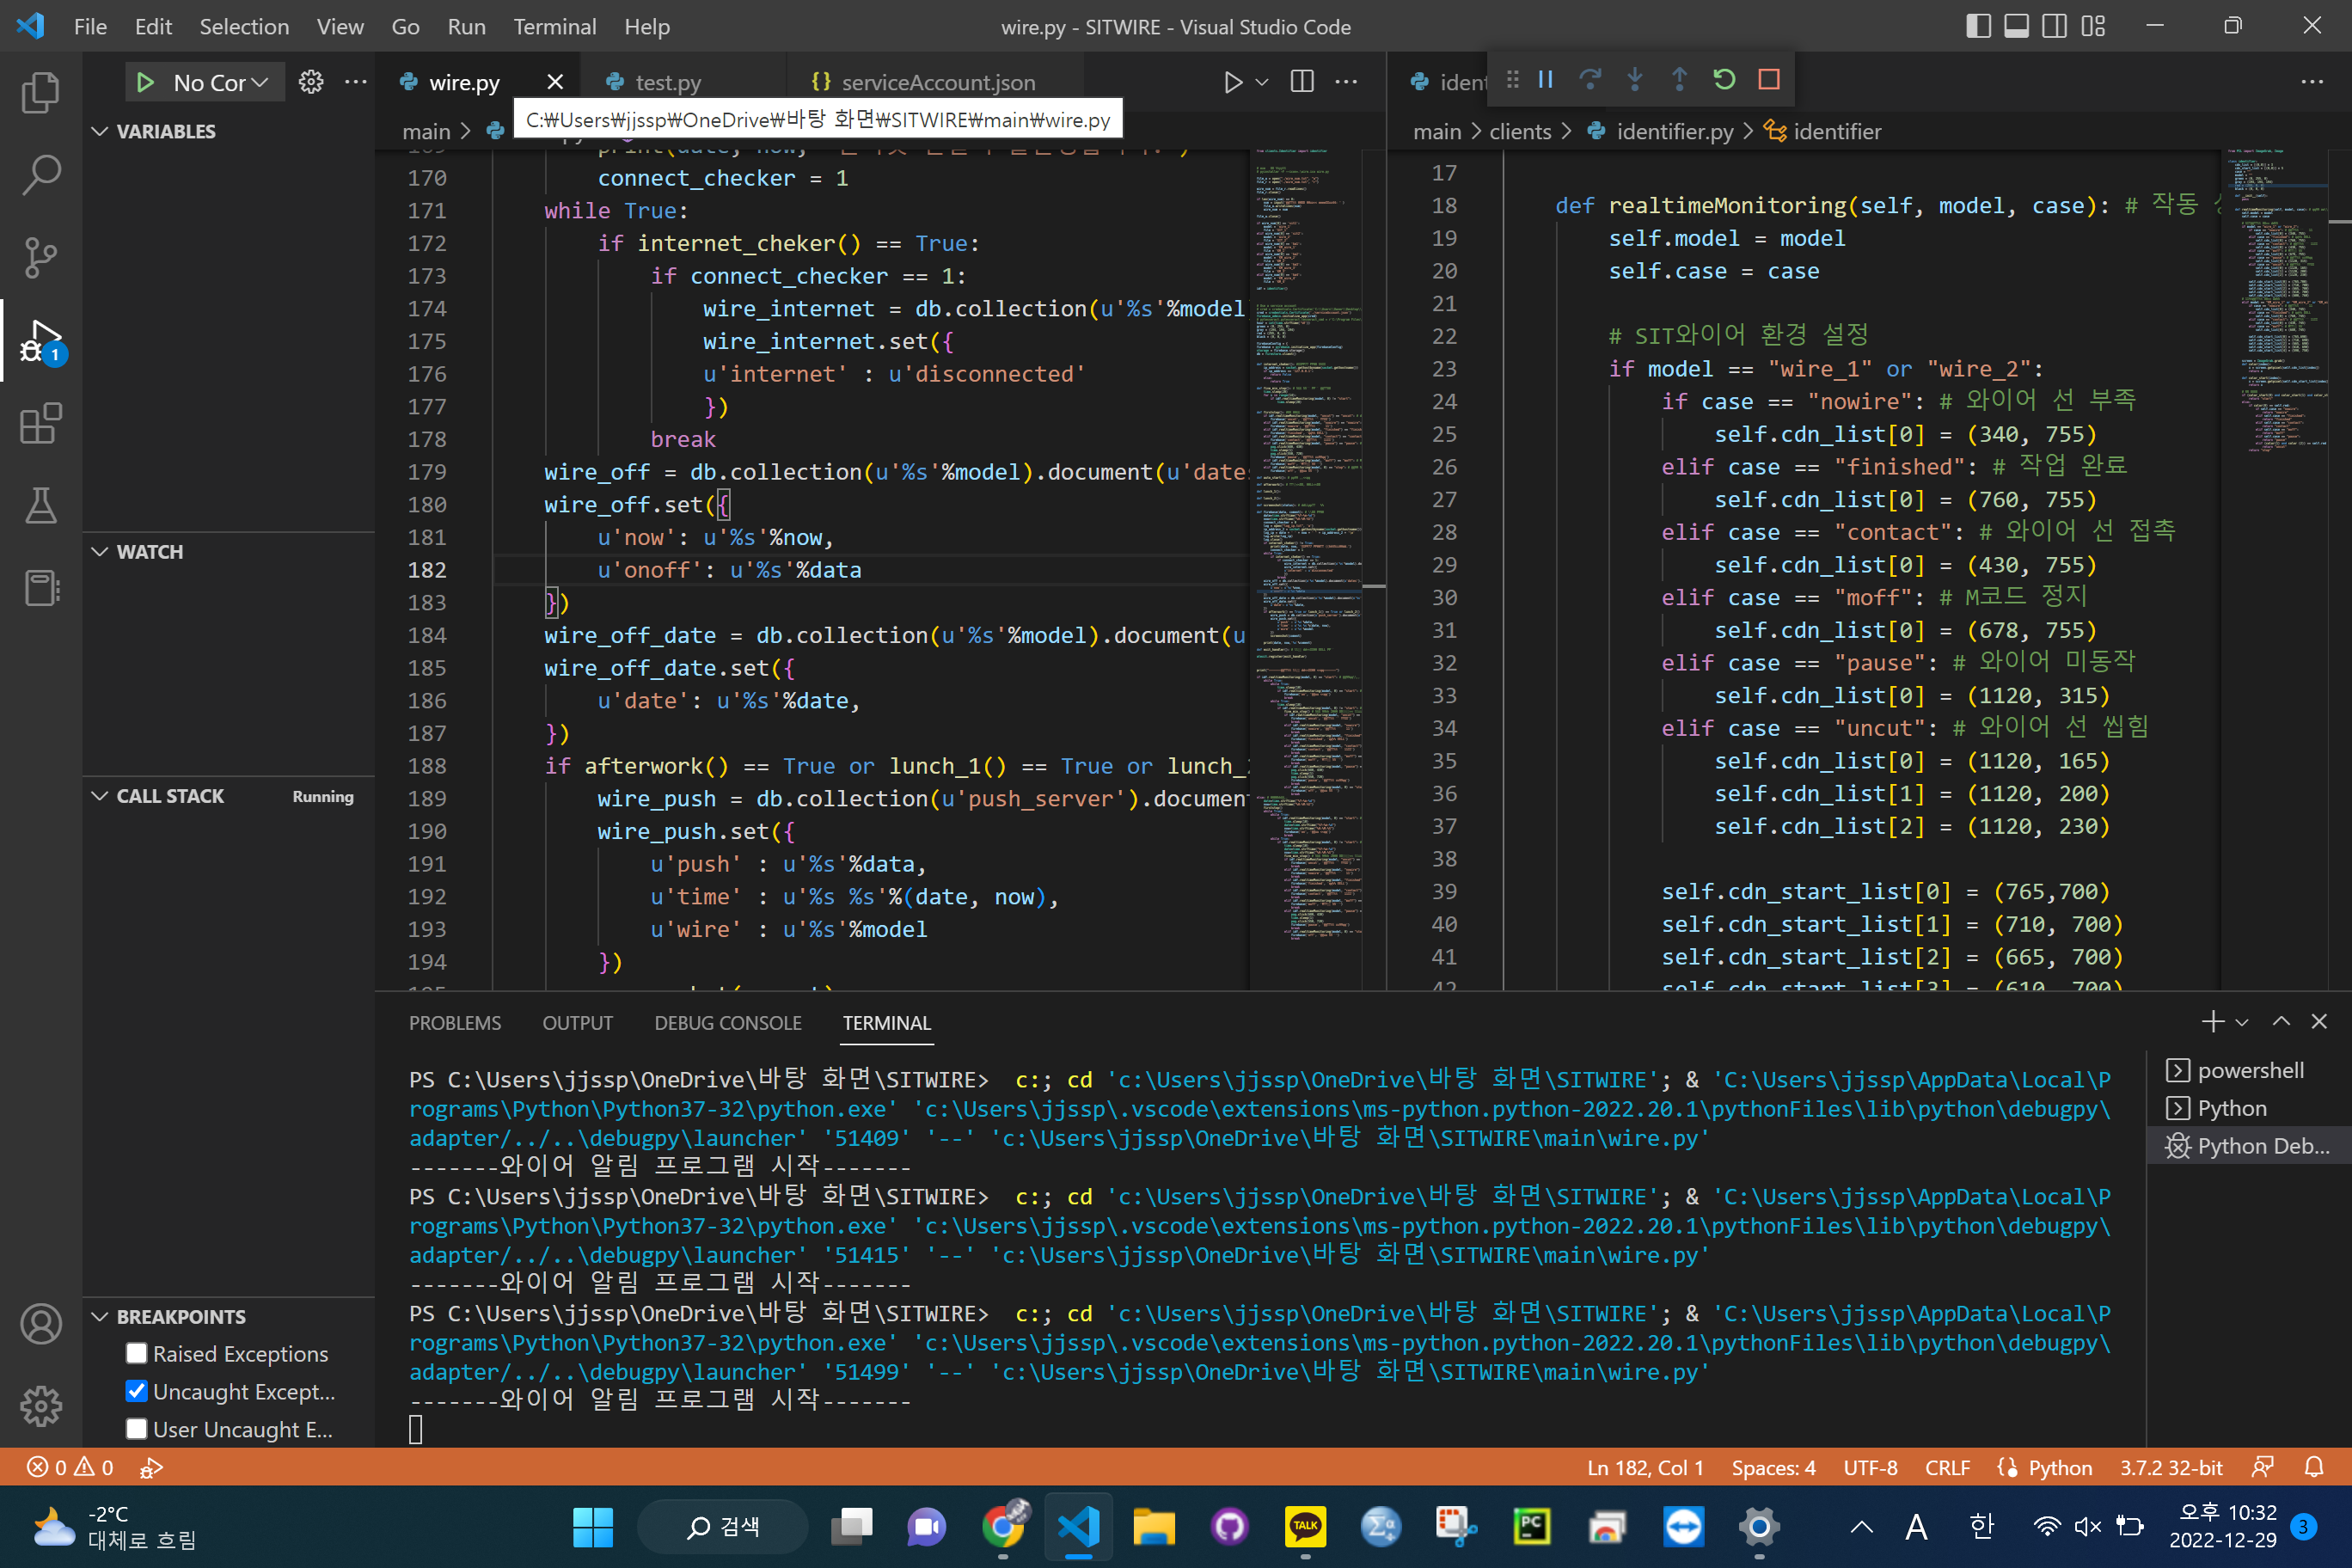 File Edit Selection View Go Run Terminal Help
wire.py - SITWIRE - Visual Studio Code
No Cor
wire.py
test.py
{} serviceAccount.json
C:₩Users₩jjssp₩OneDrive₩바탕 화면₩SITWIRE₩main₩wire.py
main >
main > clients > identifier.py > identifier
VARIABLES
WATCH
CALL STACK Running
BREAKPOINTS
Raised Exceptions
Uncaught Except...
User Uncaught E...
1
170 connect_checker = 1
171 while True:
172 if internet_cheker() == True:
173 if connect_checker == 1:
174 wire_internet = db.collection(u'%s'%model
175 wire_internet.set({
176 u'internet' : u'disconnected'
177 })
178 break
179 wire_off = db.collection(u'%s'%model).document(u'date
180 wire_off.set({
181 u'now': u'%s'%now,
182 u'onoff': u'%s'%data
183 })
184 wire_off_date = db.collection(u'%s'%model).document(u
185 wire_off_date.set({
186 u'date': u'%s'%date,
187 })
188 if afterwork() == True or lunch_1() == True or lunch_
189 wire_push = db.collection(u'push_server').document
190 wire_push.set({
191 u'push' : u'%s'%data,
192 u'time' : u'%s %s'%(date, now),
193 u'wire' : u'%s'%model
194 })
17
18 def realtimeMonitoring(self, model, case): # 작동
19 self.model = model
20 self.case = case
21
22 # SIT와이어 환경 설정
23 if model == "wire_1" or "wire_2":
24 if case == "nowire": # 와이어 선 부족
25 self.cdn_list[0] = (340, 755)
26 elif case == "finished": # 작업 완료
27 self.cdn_list[0] = (760, 755)
28 elif case == "contact": # 와이어 선 접촉
29 self.cdn_list[0] = (430, 755)
30 elif case == "moff": # M코드 정지
31 self.cdn_list[0] = (678, 755)
32 elif case == "pause": # 와이어 미동작
33 self.cdn_list[0] = (1120, 315)
34 elif case == "uncut": # 와이어 선 씹힘
35 self.cdn_list[0] = (1120, 165)
36 self.cdn_list[1] = (1120, 200)
37 self.cdn_list[2] = (1120, 230)
38
39 self.cdn_start_list[0] = (765,700)
40 self.cdn_start_list[1] = (710, 700)
41 self.cdn_start_list[2] = (665, 700)
42 self.cdn_start_list[3] = (610, 700)
PROBLEMS OUTPUT DEBUG CONSOLE TERMINAL
PS C:\Users\jjssp\OneDrive\바탕 화면\SITWIRE> c:; cd 'c:\Users\jjssp\OneDrive\바탕 화면\SITWIRE'; & 'C:\Users\jjssp\AppData\Local\P
rograms\Python\Python37-32\python.exe' 'c:\Users\jjssp\.vscode\extensions\ms-python.python-2022.20.1\pythonFiles\lib\python\debugpy\
adapter/../..\debugpy\launcher' '51409' '--' 'c:\Users\jjssp\OneDrive\바탕 화면\SITWIRE\main\wire.py'
-------와이어 알림 프로그램 시작-------
PS C:\Users\jjssp\OneDrive\바탕 화면\SITWIRE> c:; cd 'c:\Users\jjssp\OneDrive\바탕 화면\SITWIRE'; & 'C:\Users\jjssp\AppData\Local\P
rograms\Python\Python37-32\python.exe' 'c:\Users\jjssp\.vscode\extensions\ms-python.python-2022.20.1\pythonFiles\lib\python\debugpy\
adapter/../..\debugpy\launcher' '51415' '--' 'c:\Users\jjssp\OneDrive\바탕 화면\SITWIRE\main\wire.py'
-------와이어 알림 프로그램 시작-------
PS C:\Users\jjssp\OneDrive\바탕 화면\SITWIRE> c:; cd 'c:\Users\jjssp\OneDrive\바탕 화면\SITWIRE'; & 'C:\Users\jjssp\AppData\Local\P
rograms\Python\Python37-32\python.exe' 'c:\Users\jjssp\.vscode\extensions\ms-python.python-2022.20.1\pythonFiles\lib\python\debugpy\
adapter/../..\debugpy\launcher' '51499' '--' 'c:\Users\jjssp\OneDrive\바탕 화면\SITWIRE\main\wire.py'
-------와이어 알림 프로그램 시작-------
powershell
Python
Python Deb...
0 0
Ln 182, Col 1 Spaces: 4 UTF-8 CRLF Python 3.7.2 32-bit
-2°C
대체로 흐림
검색
TALK
PC
A 한
오후 10:32
2022-12-29
3